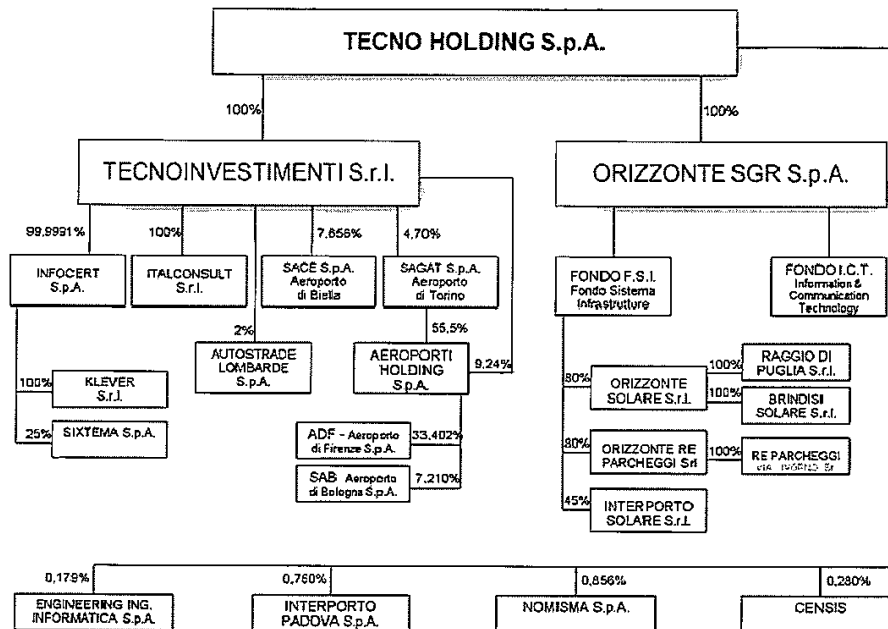 TECNO HOLDING S.p.A.
100%
100%
TECNOINVESTIMENTI S.r.l.
ORIZZONTE SGR S.p.A.
99,9991%
100%
7,656%
4,70%
INFOCERT
S.p.A.
ITALCONSULT
S.r.l.
SACE S.p.A.
Aeroporto
di Biella
SAGAT S.p.A.
Aeroporto
di Torino
FONDO F.S.I.
Fondo Sistema
Infrastrutture
FONDO I.C.T.
Information &
Communication
Technology
2%
55,5%
9,24%
AUTOSTRADE
LOMBARDE
S.p.A.
AEROPORTI
HOLDING
S.p.A.
100%
KLEVER
S.r.l.
25%
SIXTEMA S.p.A.
ADF - Aeroporto
di Firenze S.p.A.
33,402%
SAB Aeroporto
di Bologna S.p.A.
7,210%
80%
ORIZZONTE
SOLARE S.r.L.
100%
RAGGIO DI
PUGLIA S.r.l.
100%
BRINDISI
SOLARE S.r.l.
80%
ORIZZONTE RE
PARCHEGGI Srl
100%
RE PARCHEGGI
45%
INTERPORTO
SOLARE S.r.L
0,179%
0,760%
0,856%
0,280%
ENGINEERING ING.
INFORMATICA S.p.A.
INTERPORTO
PADOVA S.p.A.
NOMISMA S.p.A.
CENSIS